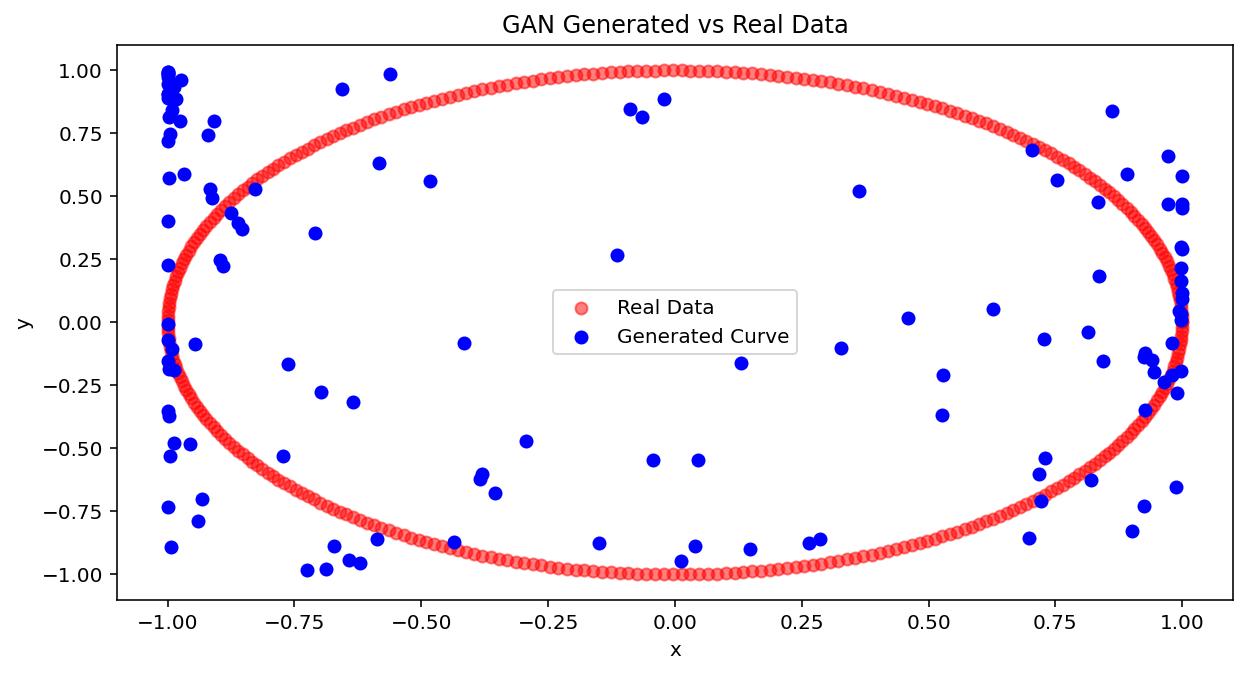 GAN Generated vs Real Data
1.00
0.75
0.50
0.25
0.00
−0.25
−0.50
−0.75
−1.00
y
Real Data
Generated Curve
−1.00 −0.75 −0.50 −0.25 0.00 0.25 0.50 0.75 1.00
x